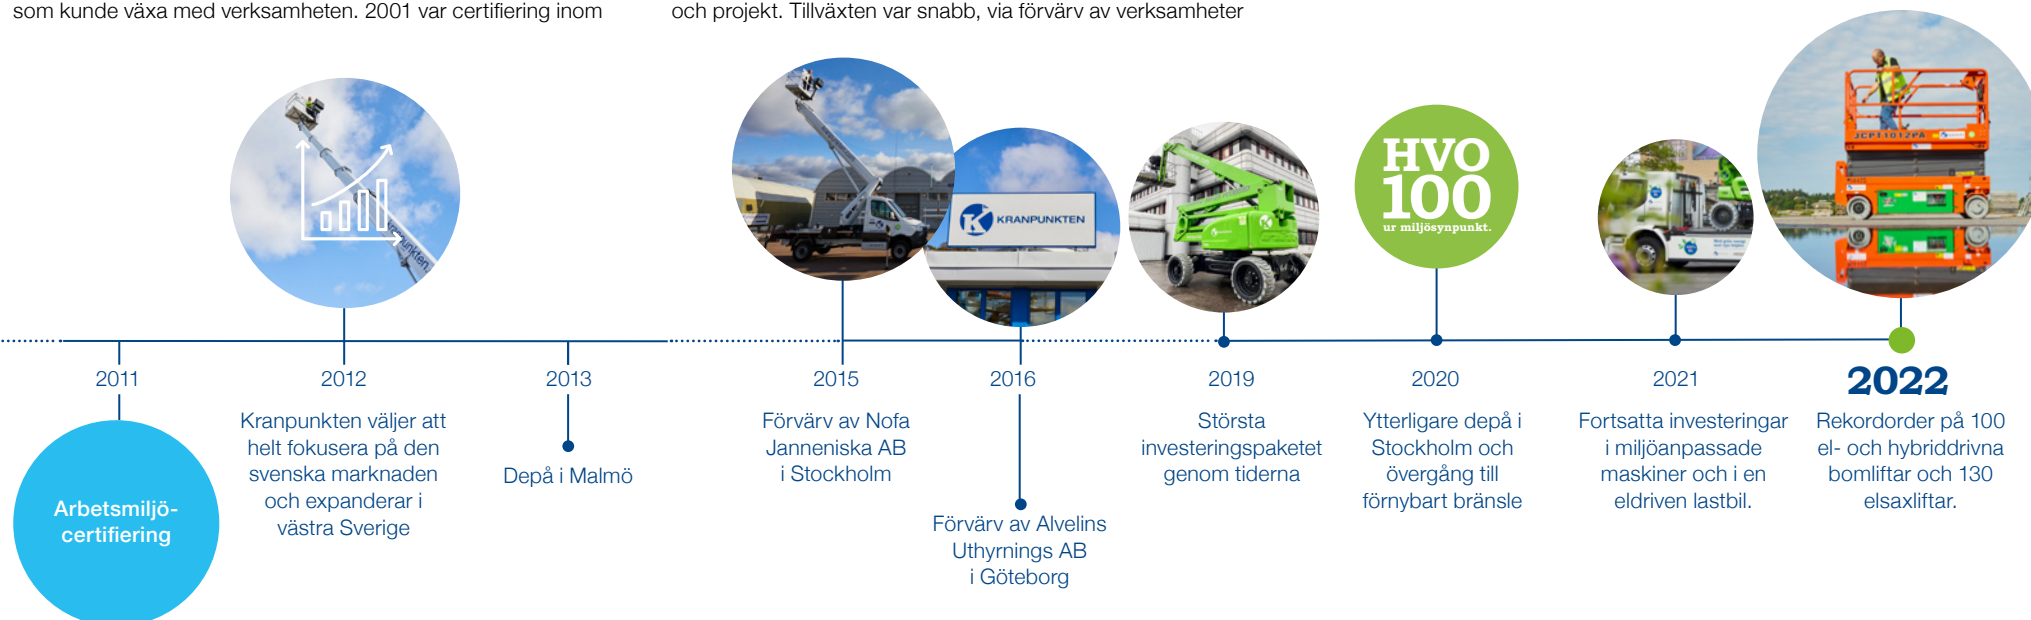 som kunde växa med verksamheten. 2001 var certifiering inom
och projekt. Tillväxten var snabb, via förvärv av verksamheter
Kranpunkten.
KRANPUNKTEN
HVO
100
ur miljösynpunkt.
JCPT1012PA
2011
Arbetsmiljö-
certifiering
2012
Kranpunkten väljer att
helt fokusera på den
svenska marknaden
och expanderar i
västra Sverige
2013
Depå i Malmö
2015
Förvärv av Nofa
Janneniska AB
i Stockholm
2016
Förvärv av Alvelins
Uthyrnings AB
i Göteborg
2019
Största
investeringspaketet
genom tiderna
2020
Ytterligare depå i
Stockholm och
övergång till
förnybart bränsle
2021
Fortsatta investeringar
i miljöanpassade
maskiner och i en
eldriven lastbil.
2022
Rekordorder på 100
el- och hybriddrivna
bomliftar och 130
elsaxliftar.